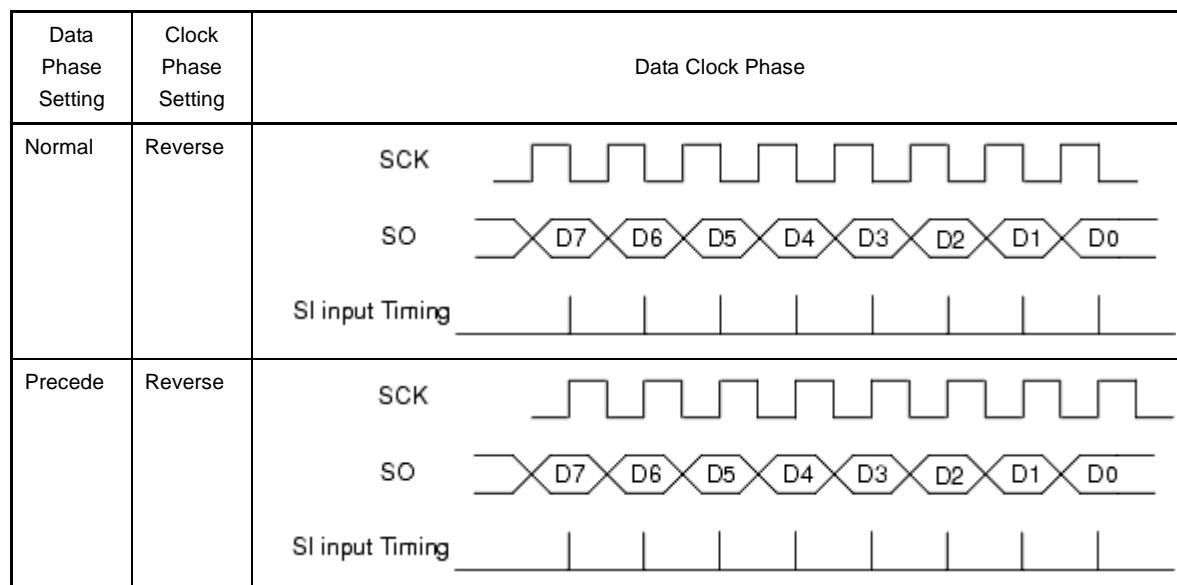 Data
Phase
Setting
Clock
Phase
Setting
Data Clock Phase
Normal
Reverse
SCK
SO
D7 D6 D5 D4 D3 D2 D1 D0
SI input Timing
Precede
Reverse
SCK
SO
D7 D6 D5 D4 D3 D2 D1 D0
SI input Timing